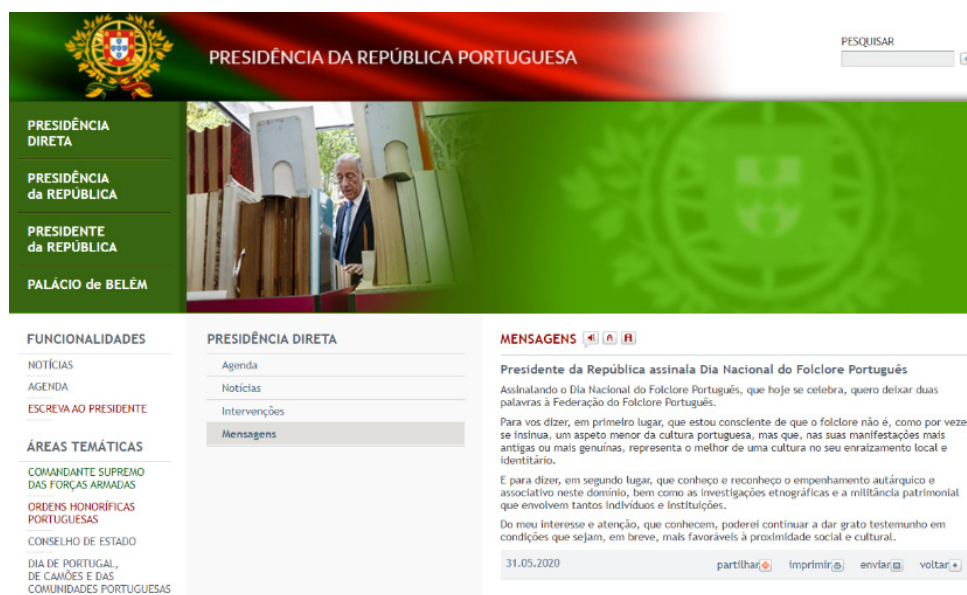 PRESIDÊNCIA DA REPÚBLICA PORTUGUESA
PESQUISAR
PRESIDÊNCIA
DIRETA
PRESIDÊNCIA
da REPÚBLICA
PRESIDENTE
da REPÚBLICA
PALÁCIO de BELÉM
FUNCIONALIDADES
NOTÍCIAS
AGENDA
ESCREVA AO PRESIDENTE
ÁREAS TEMÁTICAS
COMANDANTE SUPREMO
DAS FORÇAS ARMADAS
ORDENS HONORÍFICAS
PORTUGUESAS
CONSELHO DE ESTADO
DIA DE PORTUGAL,
DE CAMÕES E DAS
COMUNIDADES PORTUGUESAS
PRESIDÊNCIA DIRETA
Agenda
Notícias
Intervenções
Mensagens
MENSAGENS A A
Presidente da República assinala Dia Nacional do Folclore Português
Assinalando o Dia Nacional do Folclore Português, que hoje se celebra, quero deixar duas
palavras à Federação do Folclore Português.
Para vos dizer, em primeiro lugar, que estou consciente de que o folclore não é, como por veze
se insinua, um aspeto menor da cultura portuguesa, mas que, nas suas manifestações mais
antigas ou mais genuínas, representa o melhor de uma cultura no seu enraizamento local e
identitário.
E para dizer, em segundo lugar, que conheço e reconheço o empenhamento autárquico e
associativo neste domínio, bem como as investigações etnográficas e a militância patrimonial
que envolvem tantos indivíduos e instituições.
Do meu interesse e atenção, que conhecem, poderei continuar a dar grato testemunho em
condições que sejam, em breve, mais favoráveis à proximidade social e cultural.
31.05.2020 partilhar imprimir enviar voltar